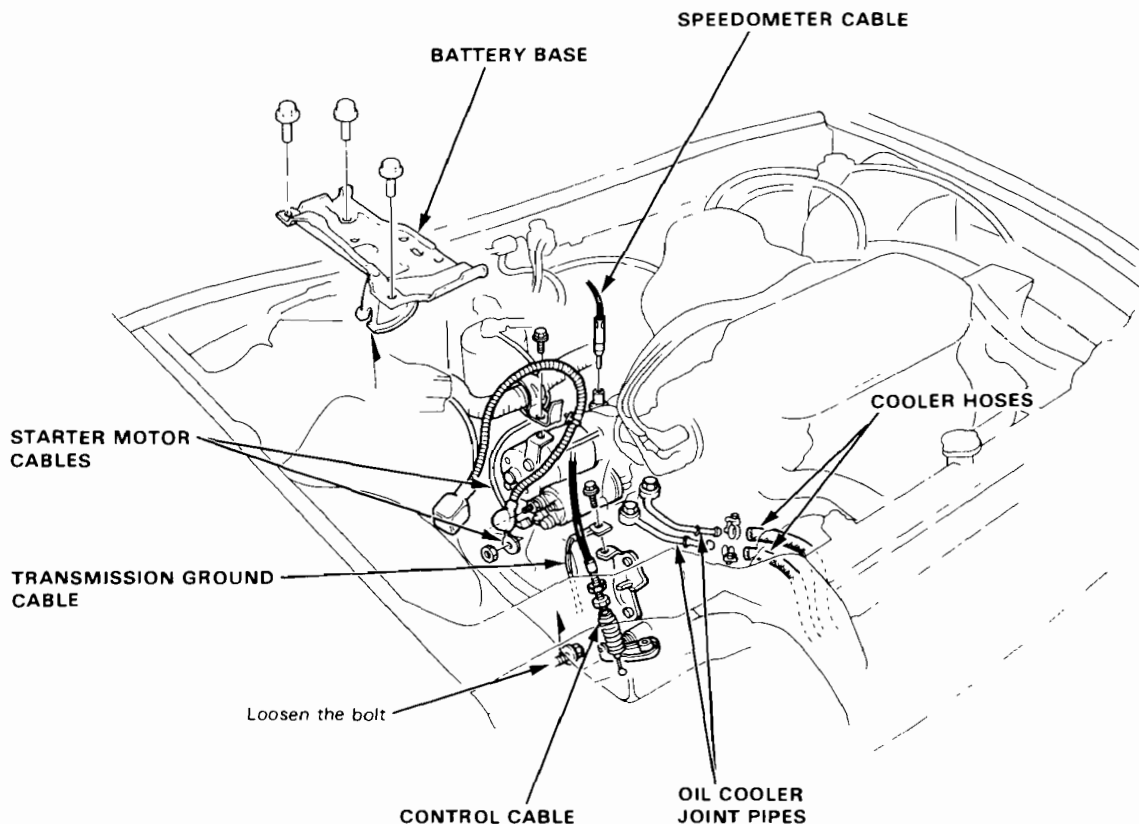 SPEEDOMETER CABLE
BATTERY BASE
COOLER HOSES
STARTER MOTOR
CABLES
TRANSMISSION GROUND
CABLE
Loosen the bolt
CONTROL CABLE
OIL COOLER
JOINT PIPES